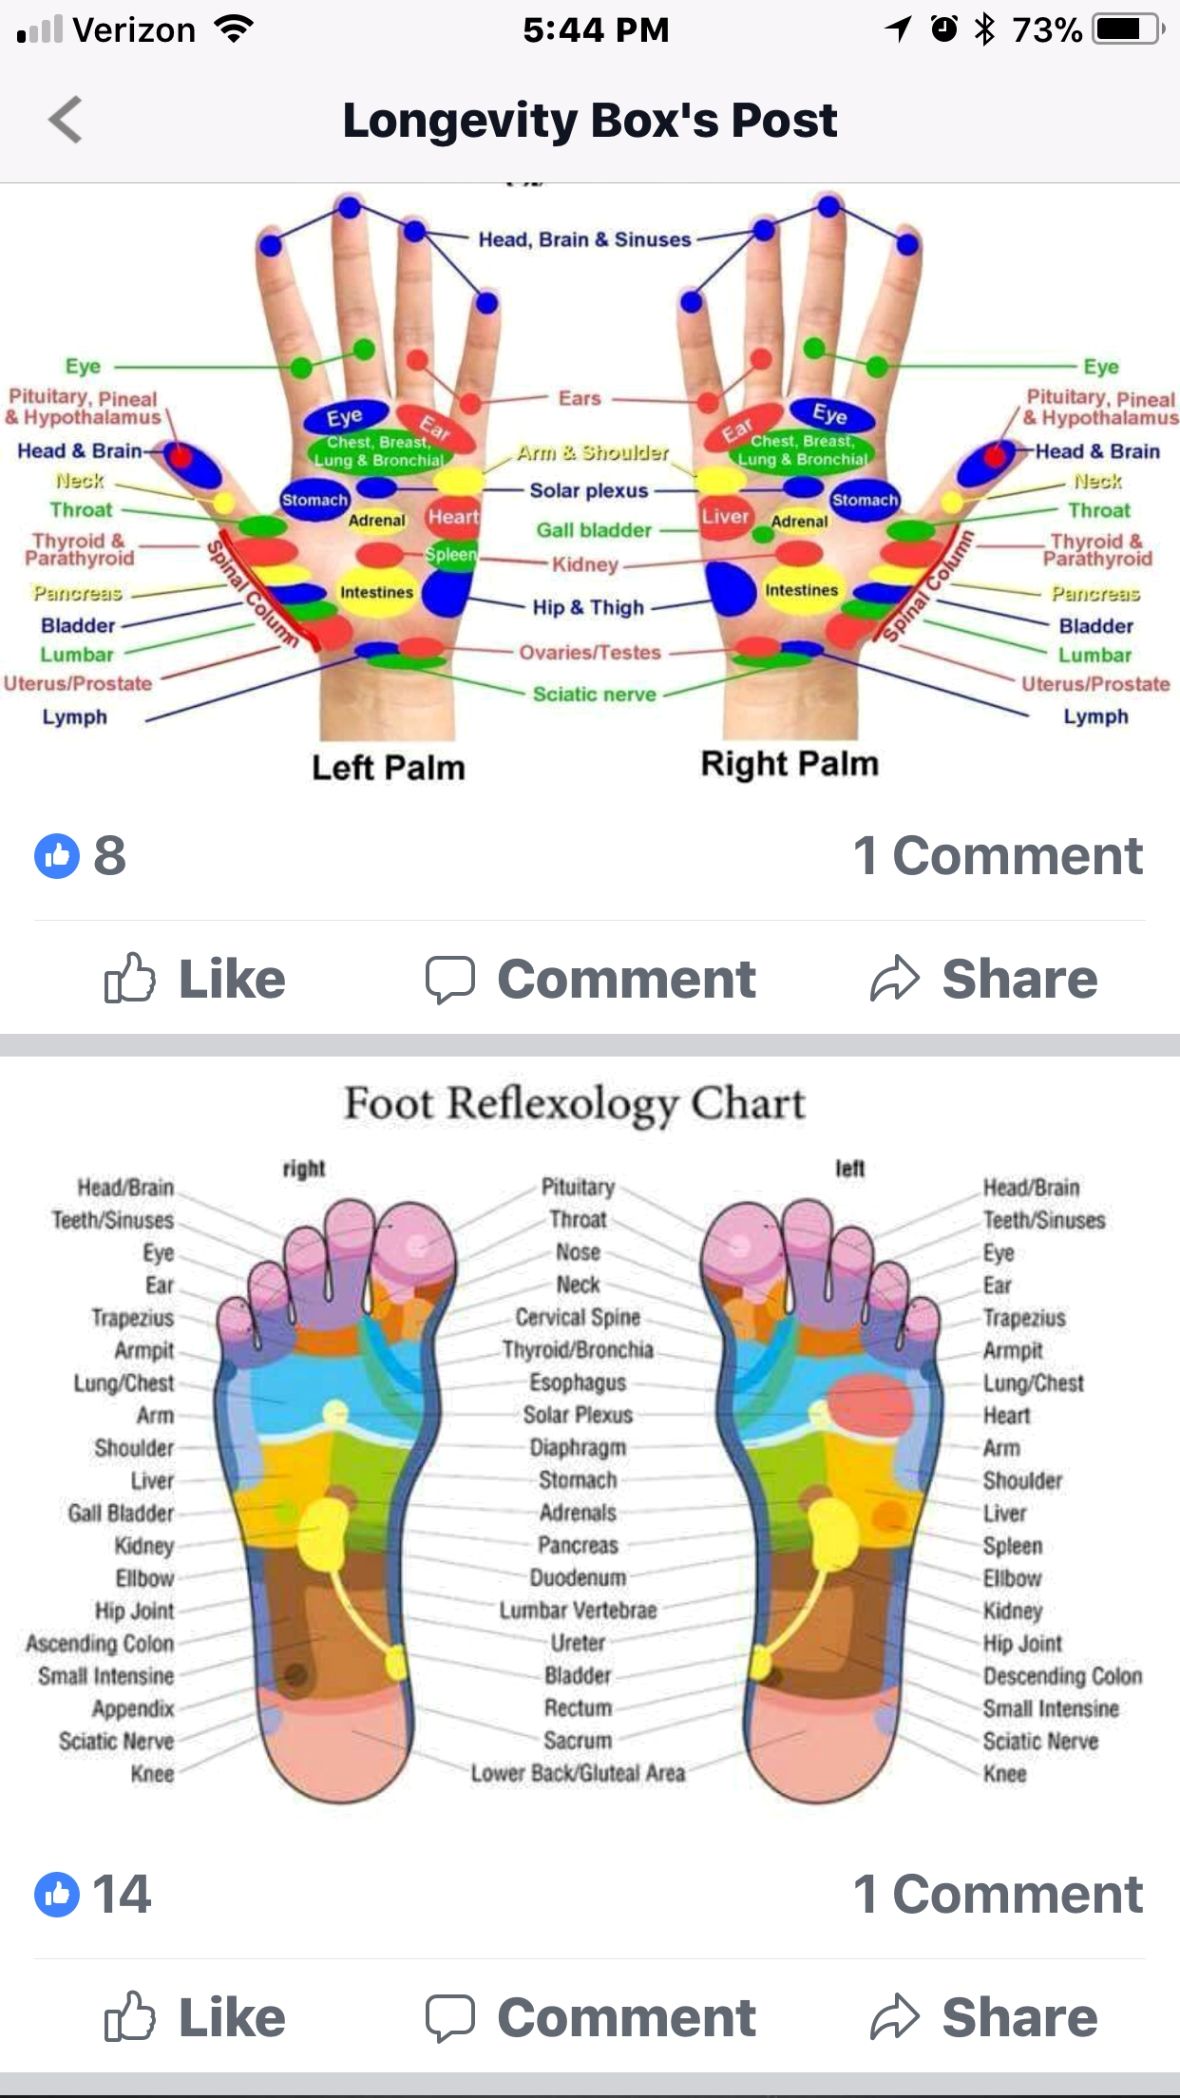 Verizon 5:44 PM 73%
Longevity Box's Post
Head, Brain & Sinuses
Eye
Eye
Pituitary, Pineal
& Hypothalamus
Ears
Pituitary, Pineal
& Hypothalamus
Eye
Ear
Ear
Eye
Chest, Breast,
Lung & Bronchial
Chest, Breast,
Lung & Bronchial
Head & Brain
Arm & Shoulder
Head & Brain
Neck
Solar plexus
Neck
Stomach
Stomach
Throat
Adrenal
Heart
Gall bladder
Liver
Adrenal
Throat
Thyroid &
Parathyroid
Spleen
Kidney
Thyroid &
Parathyroid
Spinal Column
Spinal Column
Pancreas
Intestines
Hip & Thigh
Intestines
Pancreas
Bladder
Bladder
Lumbar
Ovaries/Testes
Lumbar
Uterus/Prostate
Sciatic nerve
Uterus/Prostate
Lymph
Lymph
Left Palm
Right Palm
8 1 Comment
Like Comment Share
Foot Reflexology Chart
right left
Head/Brain Pituitary Head/Brain
Teeth/Sinuses Throat Teeth/Sinuses
Eye Nose Eye
Ear Neck Ear
Trapezius Cervical Spine Trapezius
Armpit Thyroid/Bronchia Armpit
Lung/Chest Esophagus Lung/Chest
Arm Solar Plexus Heart
Shoulder Diaphragm Arm
Liver Stomach Shoulder
Gall Bladder Adrenals Liver
Kidney Pancreas Spleen
Ellbow Duodenum Ellbow
Hip Joint Lumbar Vertebrae Kidney
Ascending Colon Ureter Hip Joint
Small Intensine Bladder Descending Colon
Appendix Rectum Small Intensine
Sciatic Nerve Sacrum Sciatic Nerve
Knee Lower Back/Gluteal Area Knee
14 1 Comment
Like Comment Share